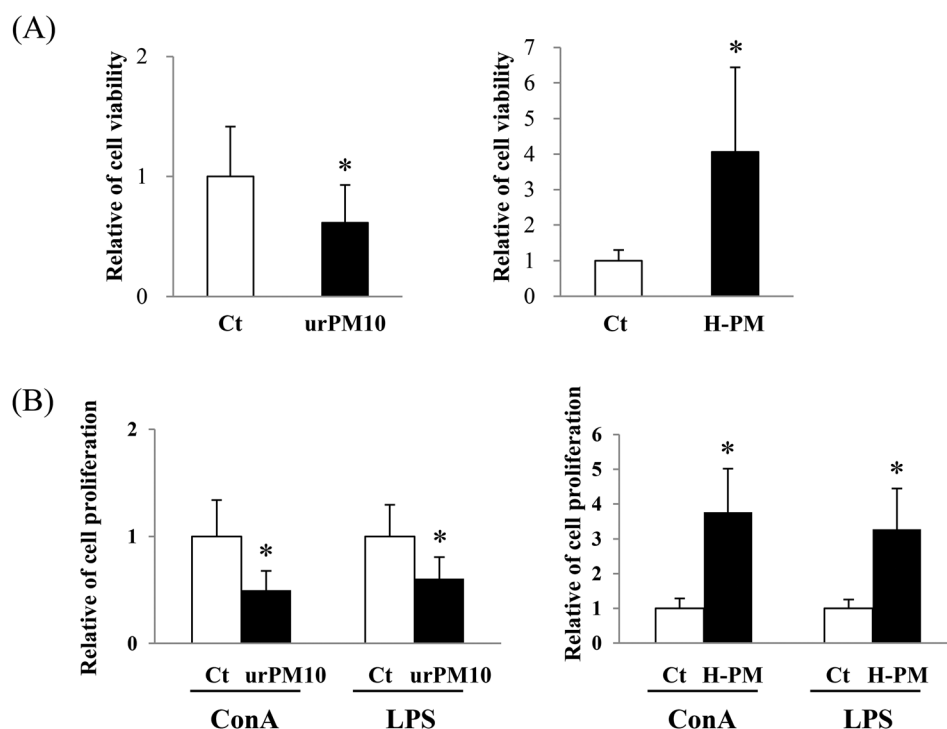 (A)
Relative of cell viability
2
1
0
*
Ct urPM10
Relative of cell viability
7
6
5
4
3
2
1
0
*
Ct H-PM
(B)
Relative of cell proliferation
2
1
0
* *
Ct urPM10 Ct urPM10
ConA LPS
Relative of cell proliferation
6
5
4
3
2
1
0
* *
Ct H-PM Ct H-PM
ConA LPS